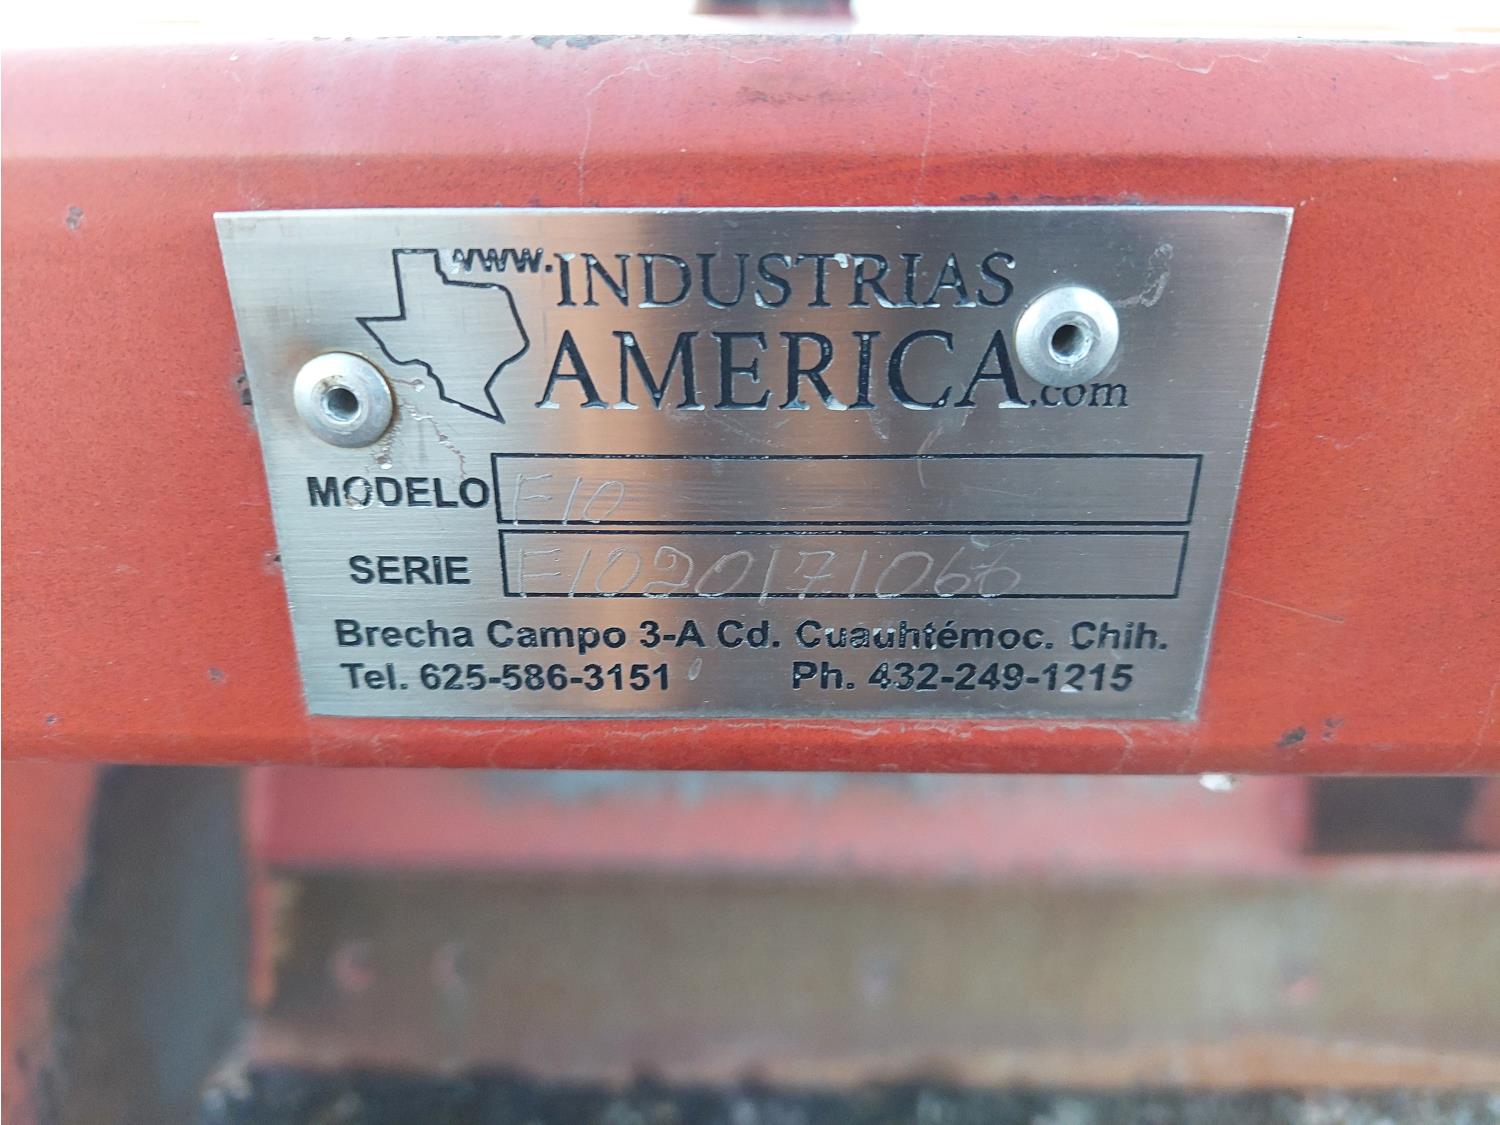 www.INDUSTRIAS
AMERICA.com
MODELO F10
SERIE
Brecha Campo 3-A Cd. Cuauhtémoc. Chih.
Tel. 625-586-3151 Ph. 432-249-1215